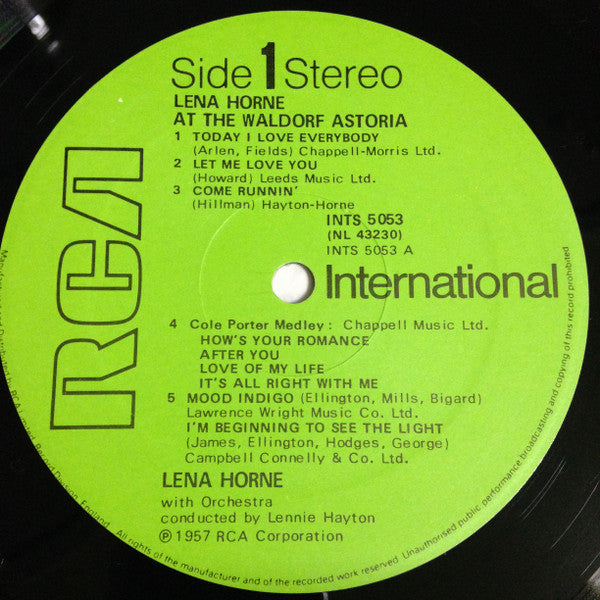 Side 1 Stereo
LENA HORNE
AT THE WALDORF ASTORIA
1 TODAY I LOVE EVERYBODY
(Arlen, Fields) Chappell-Morris Ltd.
2 LET ME LOVE YOU
(Howard) Leeds Music Ltd.
3 COME RUNNIN'
(Hillman) Hayton-Horne
INTS 5053
(NL 43230)
INTS 5053 A
RCA
International
4 Cole Porter Medley: Chappell Music Ltd.
HOW'S YOUR ROMANCE
AFTER YOU
LOVE OF MY LIFE
IT'S ALL RIGHT WITH ME
5 MOOD INDIGO (Ellington, Mills, Bigard)
Lawrence Wright Music Co. Ltd.
I'M BEGINNING TO SEE THE LIGHT
(James, Ellington, Hodges, George)
Campbell Connelly & Co. Ltd.
LENA HORNE
with Orchestra
conducted by Lennie Hayton
℗ 1957 RCA Corporation
England. All rights of the manufacturer and of the recorded work reserved. Unauthorised public performance broadcasting and copying of this record prohibited